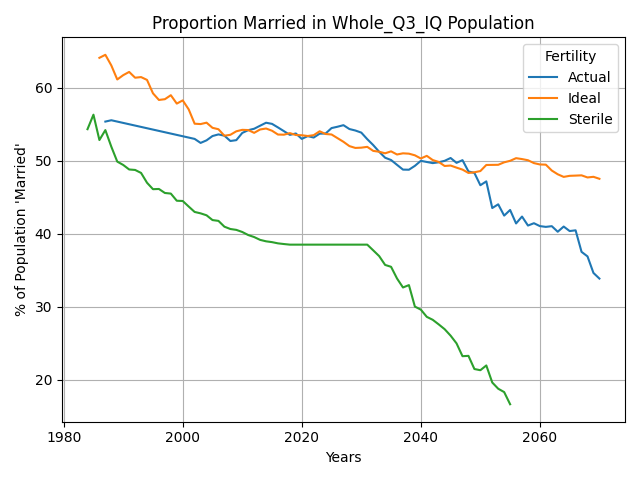 Proportion Married in Whole_Q3_IQ Population
% of Population 'Married'
60
50
40
30
20
1980
2000
2020
2040
2060
Years
Fertility
Actual
Ideal
Sterile